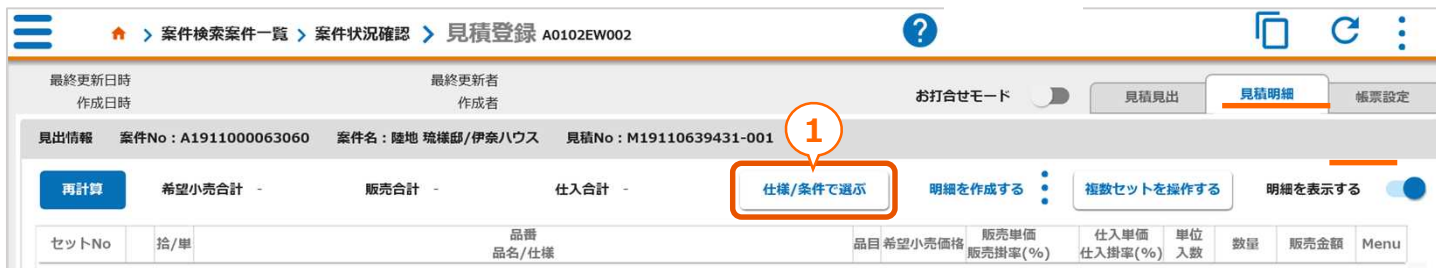 > 案件検索案件一覧 > 案件状況確認 > 見積登録 A0102EW002 ?
最終更新日時 最終更新者
作成日時 作成者
お打合せモード 見積見出 見積明細 帳票設定
見出情報 案件No：A1911000063060 案件名：陸地 琉様邸/伊奈ハウス 見積No：M19110639431-001
1
再計算 希望小売合計 - 販売合計 - 仕入合計 - 仕様/条件で選ぶ 明細を作成する 複数セットを操作する 明細を表示する
セットNo 拾/単 品番 品目 希望小売価格 販売単価 仕入単価 単位 数量 販売金額 Menu
品名/仕様 販売掛率(%) 仕入掛率(%) 入数